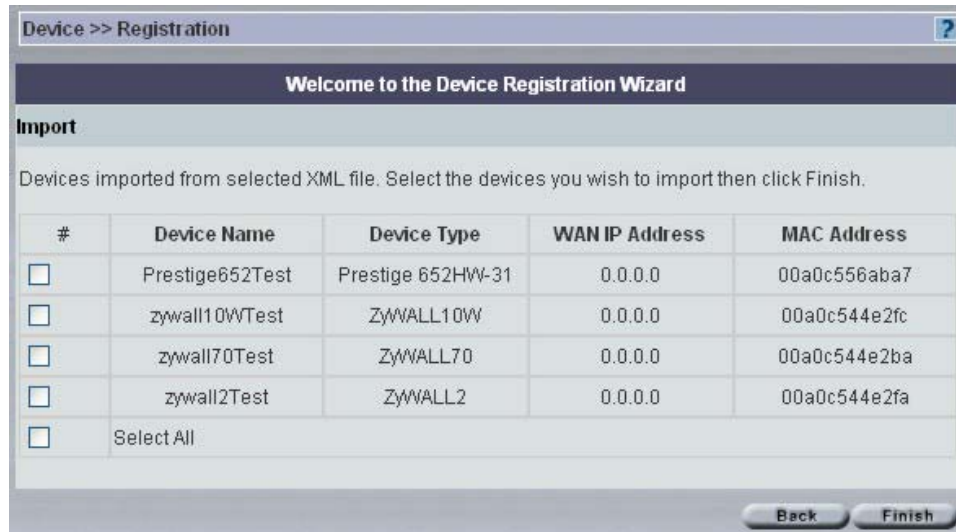 Device >> Registration ?
Welcome to the Device Registration Wizard
Import
Devices imported from selected XML file. Select the devices you wish to import then click Finish.
# Device Name Device Type WAN IP Address MAC Address
Prestige652Test Prestige 652HW-31 0.0.0.0 00a0c556aba7
zywall10WTest ZyWALL10W 0.0.0.0 00a0c544e2fc
zywall70Test ZyWALL70 0.0.0.0 00a0c544e2ba
zywall2Test ZyWALL2 0.0.0.0 00a0c544e2fa
Select All
Back Finish